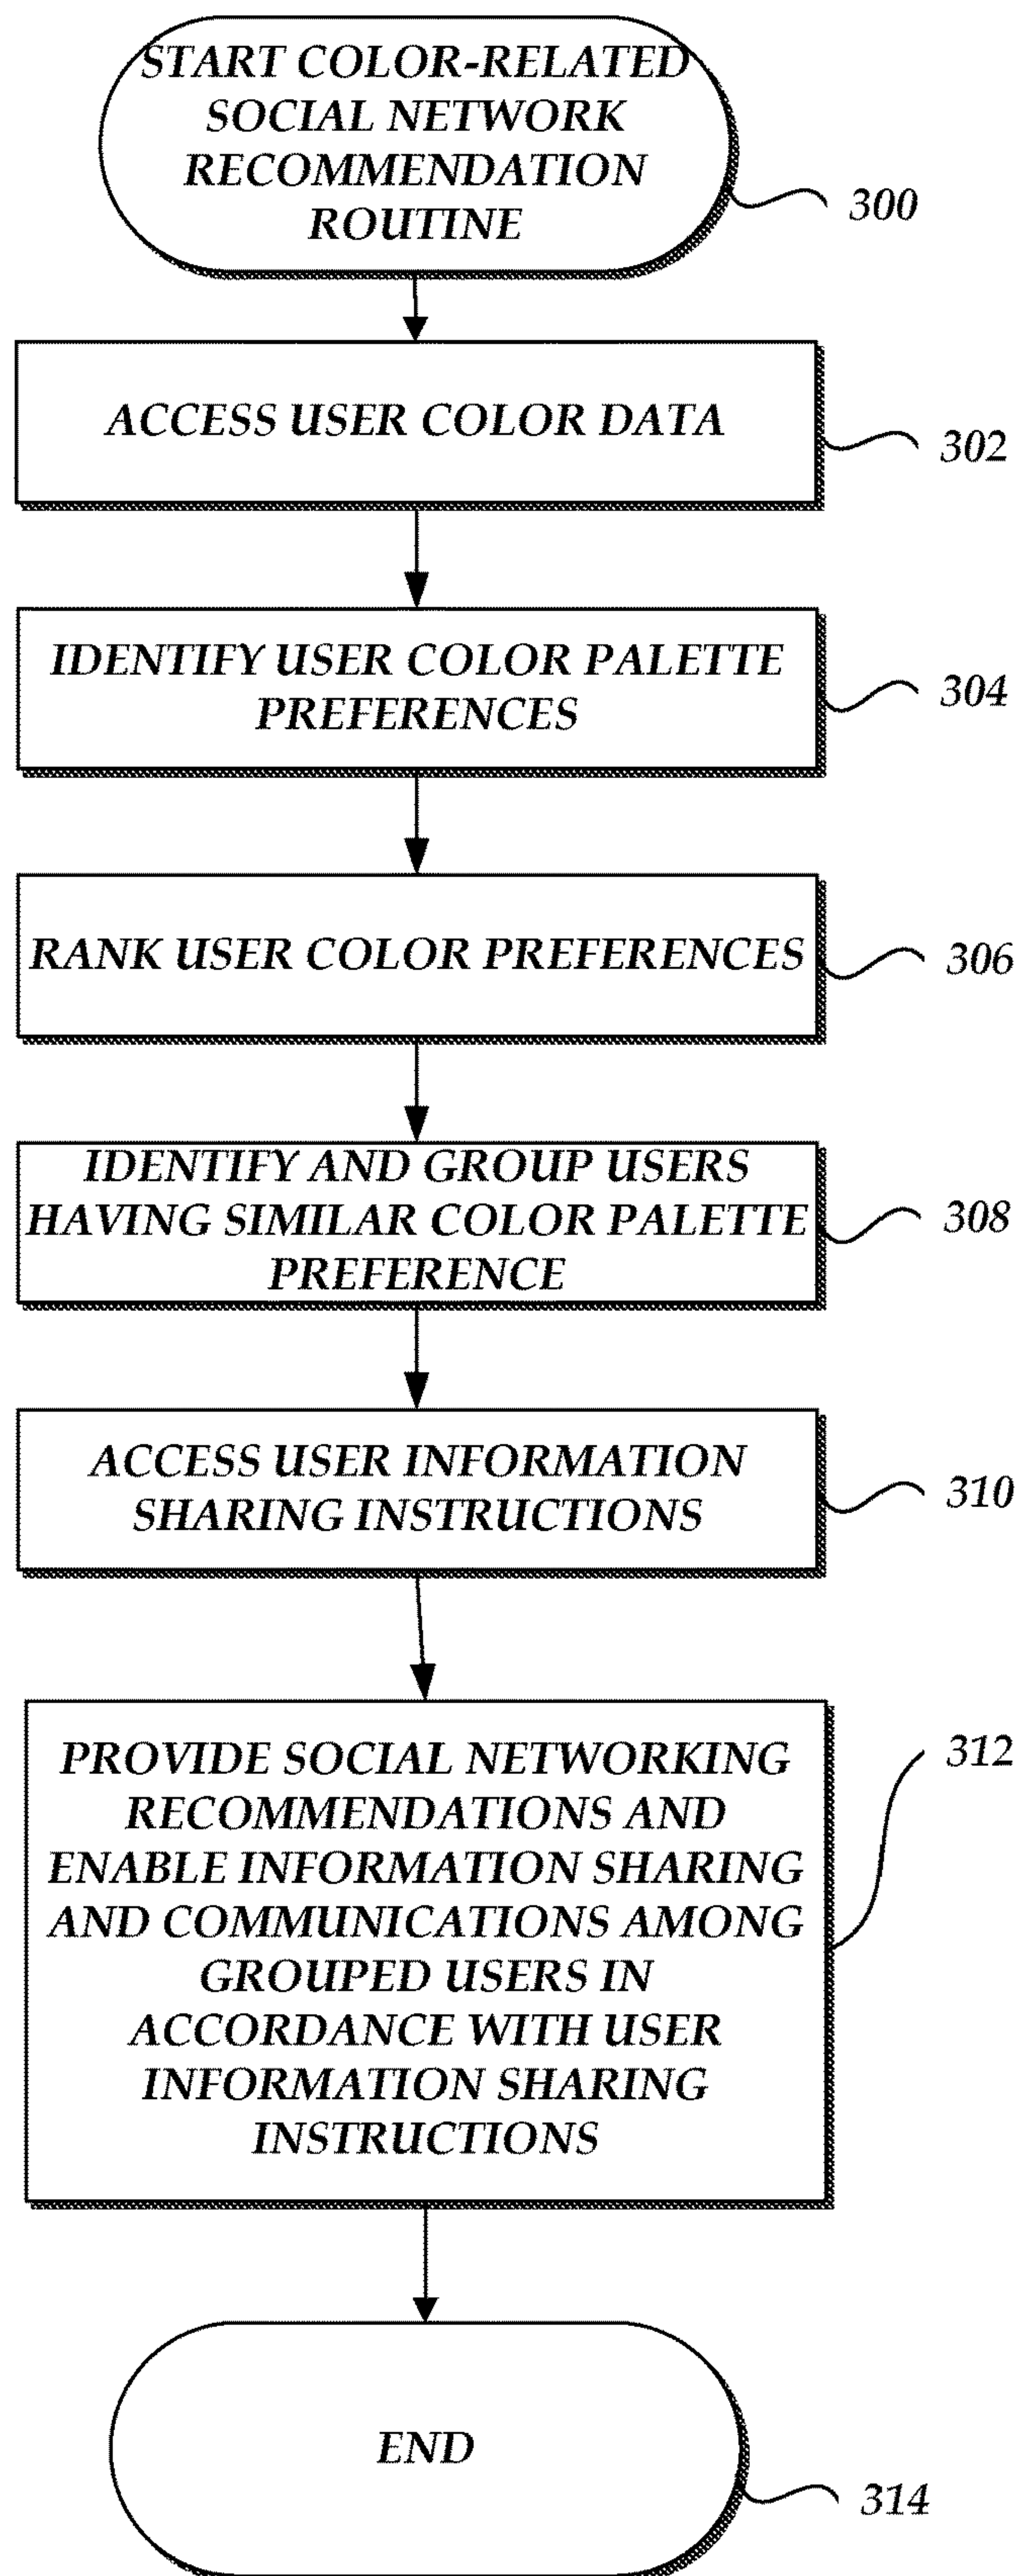 START COLOR-RELATED
SOCIAL NETWORK
RECOMMENDATION
ROUTINE
300
ACCESS USER COLOR DATA
302
IDENTIFY USER COLOR PALETTE
PREFERENCES
304
RANK USER COLOR PREFERENCES
306
IDENTIFY AND GROUP USERS
HAVING SIMILAR COLOR PALETTE
PREFERENCE
308
ACCESS USER INFORMATION
SHARING INSTRUCTIONS
310
PROVIDE SOCIAL NETWORKING
RECOMMENDATIONS AND
ENABLE INFORMATION SHARING
AND COMMUNICATIONS AMONG
GROUPED USERS IN
ACCORDANCE WITH USER
INFORMATION SHARING
INSTRUCTIONS
312
END
314